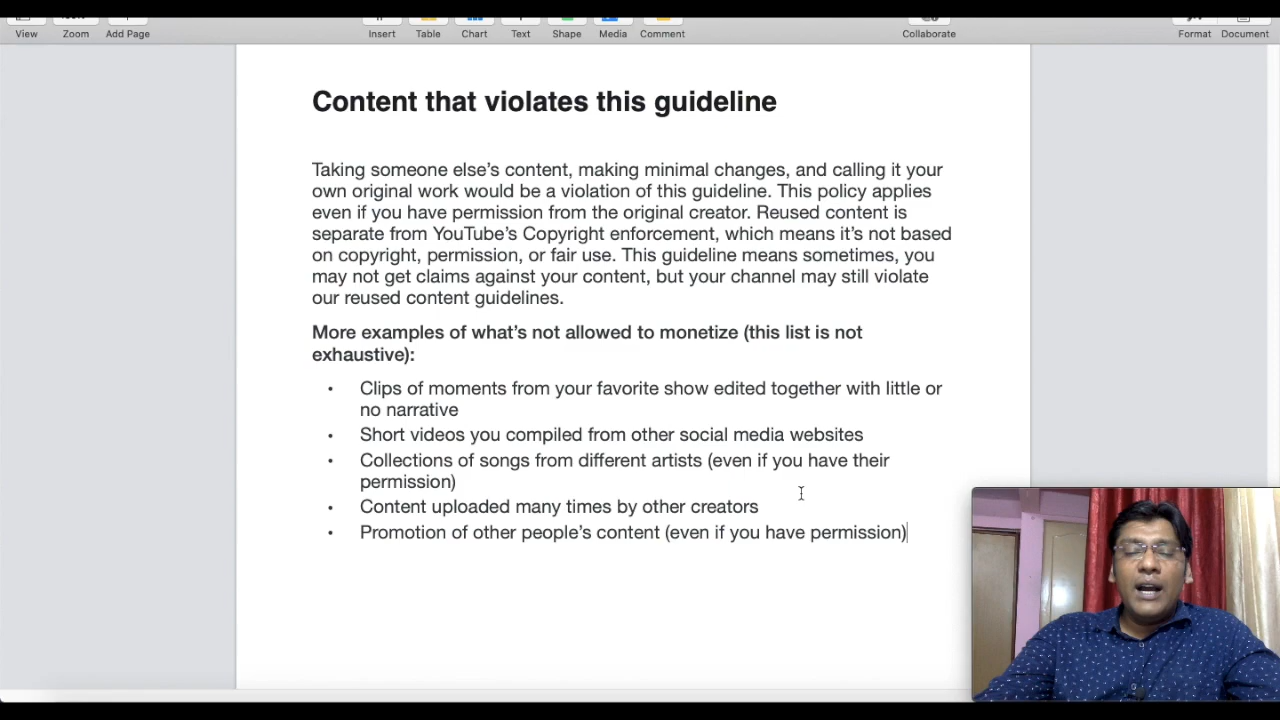 View
Zoom
Add Page
Insert
Table
Chart
Text
Shape
Media
Comment
Collaborate
Format
Document
Content that violates this guideline
Taking someone else’s content, making minimal changes, and calling it your
own original work would be a violation of this guideline. This policy applies
even if you have permission from the original creator. Reused content is
separate from YouTube’s Copyright enforcement, which means it’s not based
on copyright, permission, or fair use. This guideline means sometimes, you
may not get claims against your content, but your channel may still violate
our reused content guidelines.
More examples of what’s not allowed to monetize (this list is not
exhaustive):
• Clips of moments from your favorite show edited together with little or
no narrative
• Short videos you compiled from other social media websites
• Collections of songs from different artists (even if you have their
permission)
• Content uploaded many times by other creators
• Promotion of other people’s content (even if you have permission)